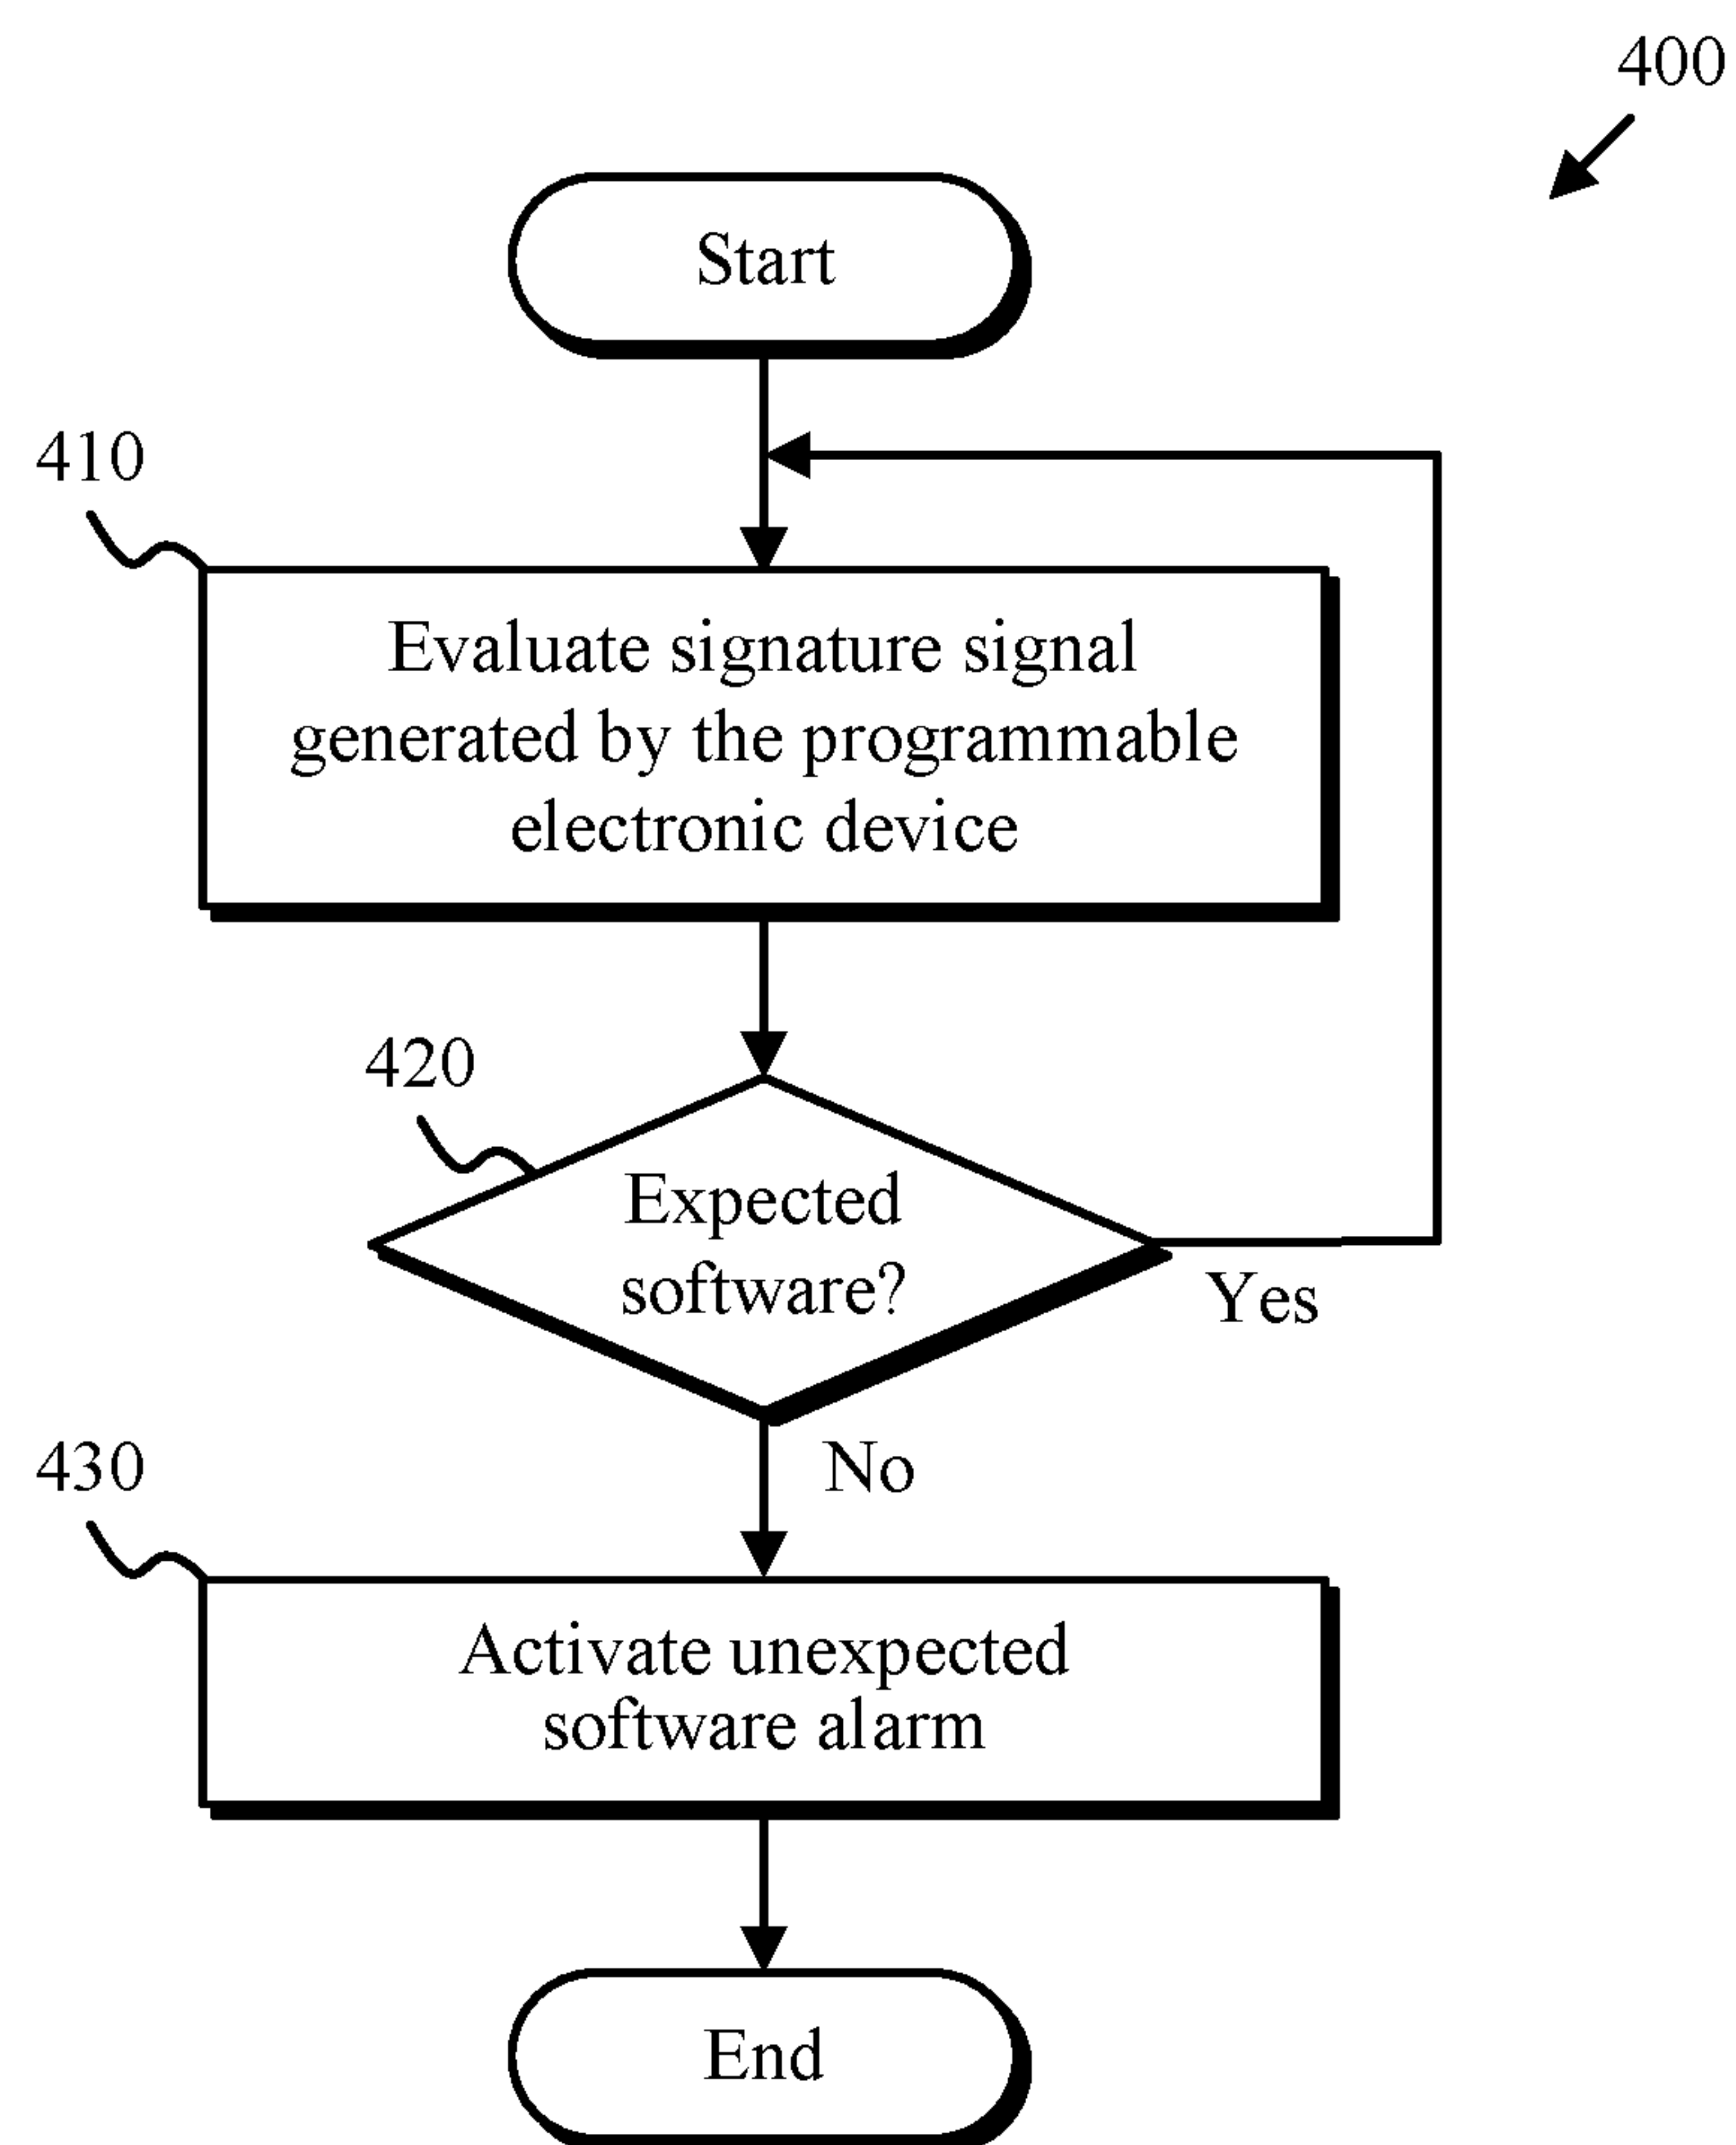 400
Start
410
Evaluate signature signal
generated by the programmable
electronic device
420
Expected
software?
Yes
No
430
Activate unexpected
software alarm
End